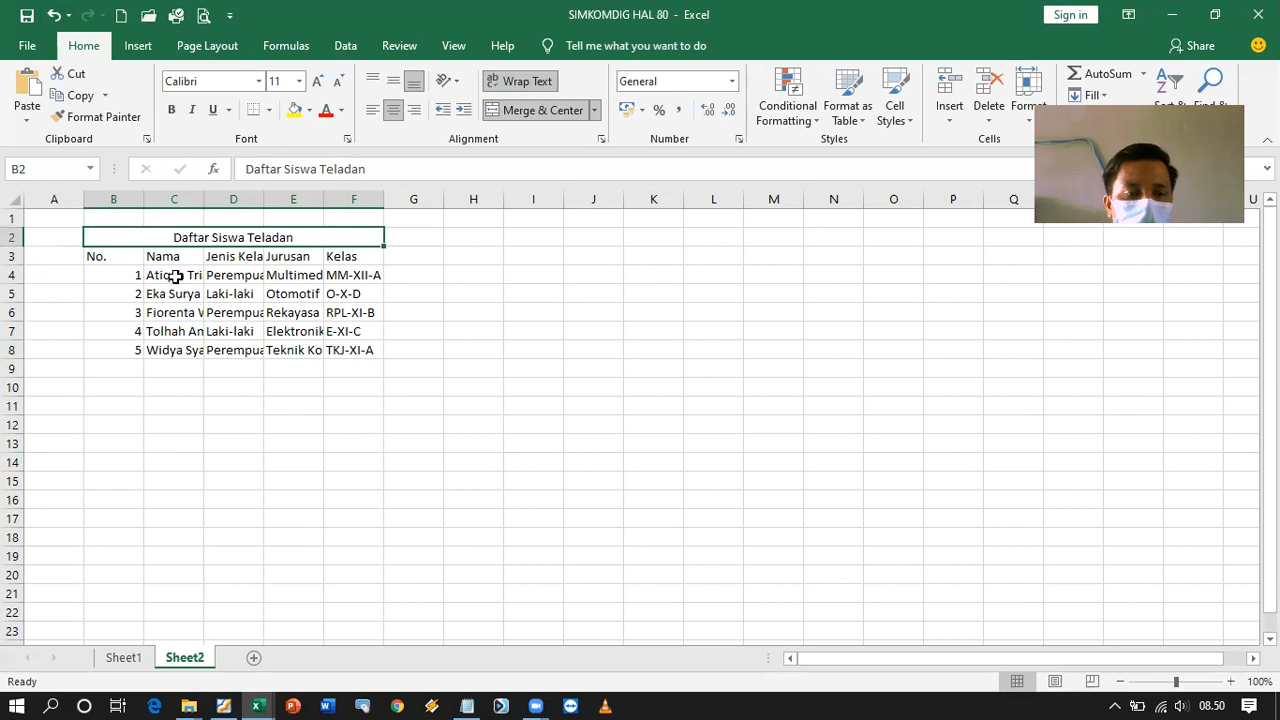 SIMKOMDIG HAL 80 - Excel
Sign in
File Home Insert Page Layout Formulas Data Review View Help Tell me what you want to do Share
Paste Cut Copy Format Painter Clipboard
Calibri 11 B I U A Font
Wrap Text Merge & Center Alignment
General % Number
Conditional Formatting Format as Table Cell Styles Styles
Insert Delete Format Cells
AutoSum Fill
B2 fx Daftar Siswa Teladan
A B C D E F G H I J K L M N O P Q U
1
2 Daftar Siswa Teladan
3 No. Nama Jenis Kela Jurusan Kelas
4 1 Tri Perempua Multimed MM-XII-A
5 2 Eka Surya Laki-laki Otomotif O-X-D
6 3 Fiorenta Perempua Rekayasa RPL-XI-B
7 4 Tolhah An Laki-laki Elektronik E-XI-C
8 5 Widya Sya Perempua Teknik Ko TKJ-XI-A
9
10
11
12
13
14
15
16
17
18
19
20
21
22
23
Sheet1 Sheet2
Ready 100%
08.50